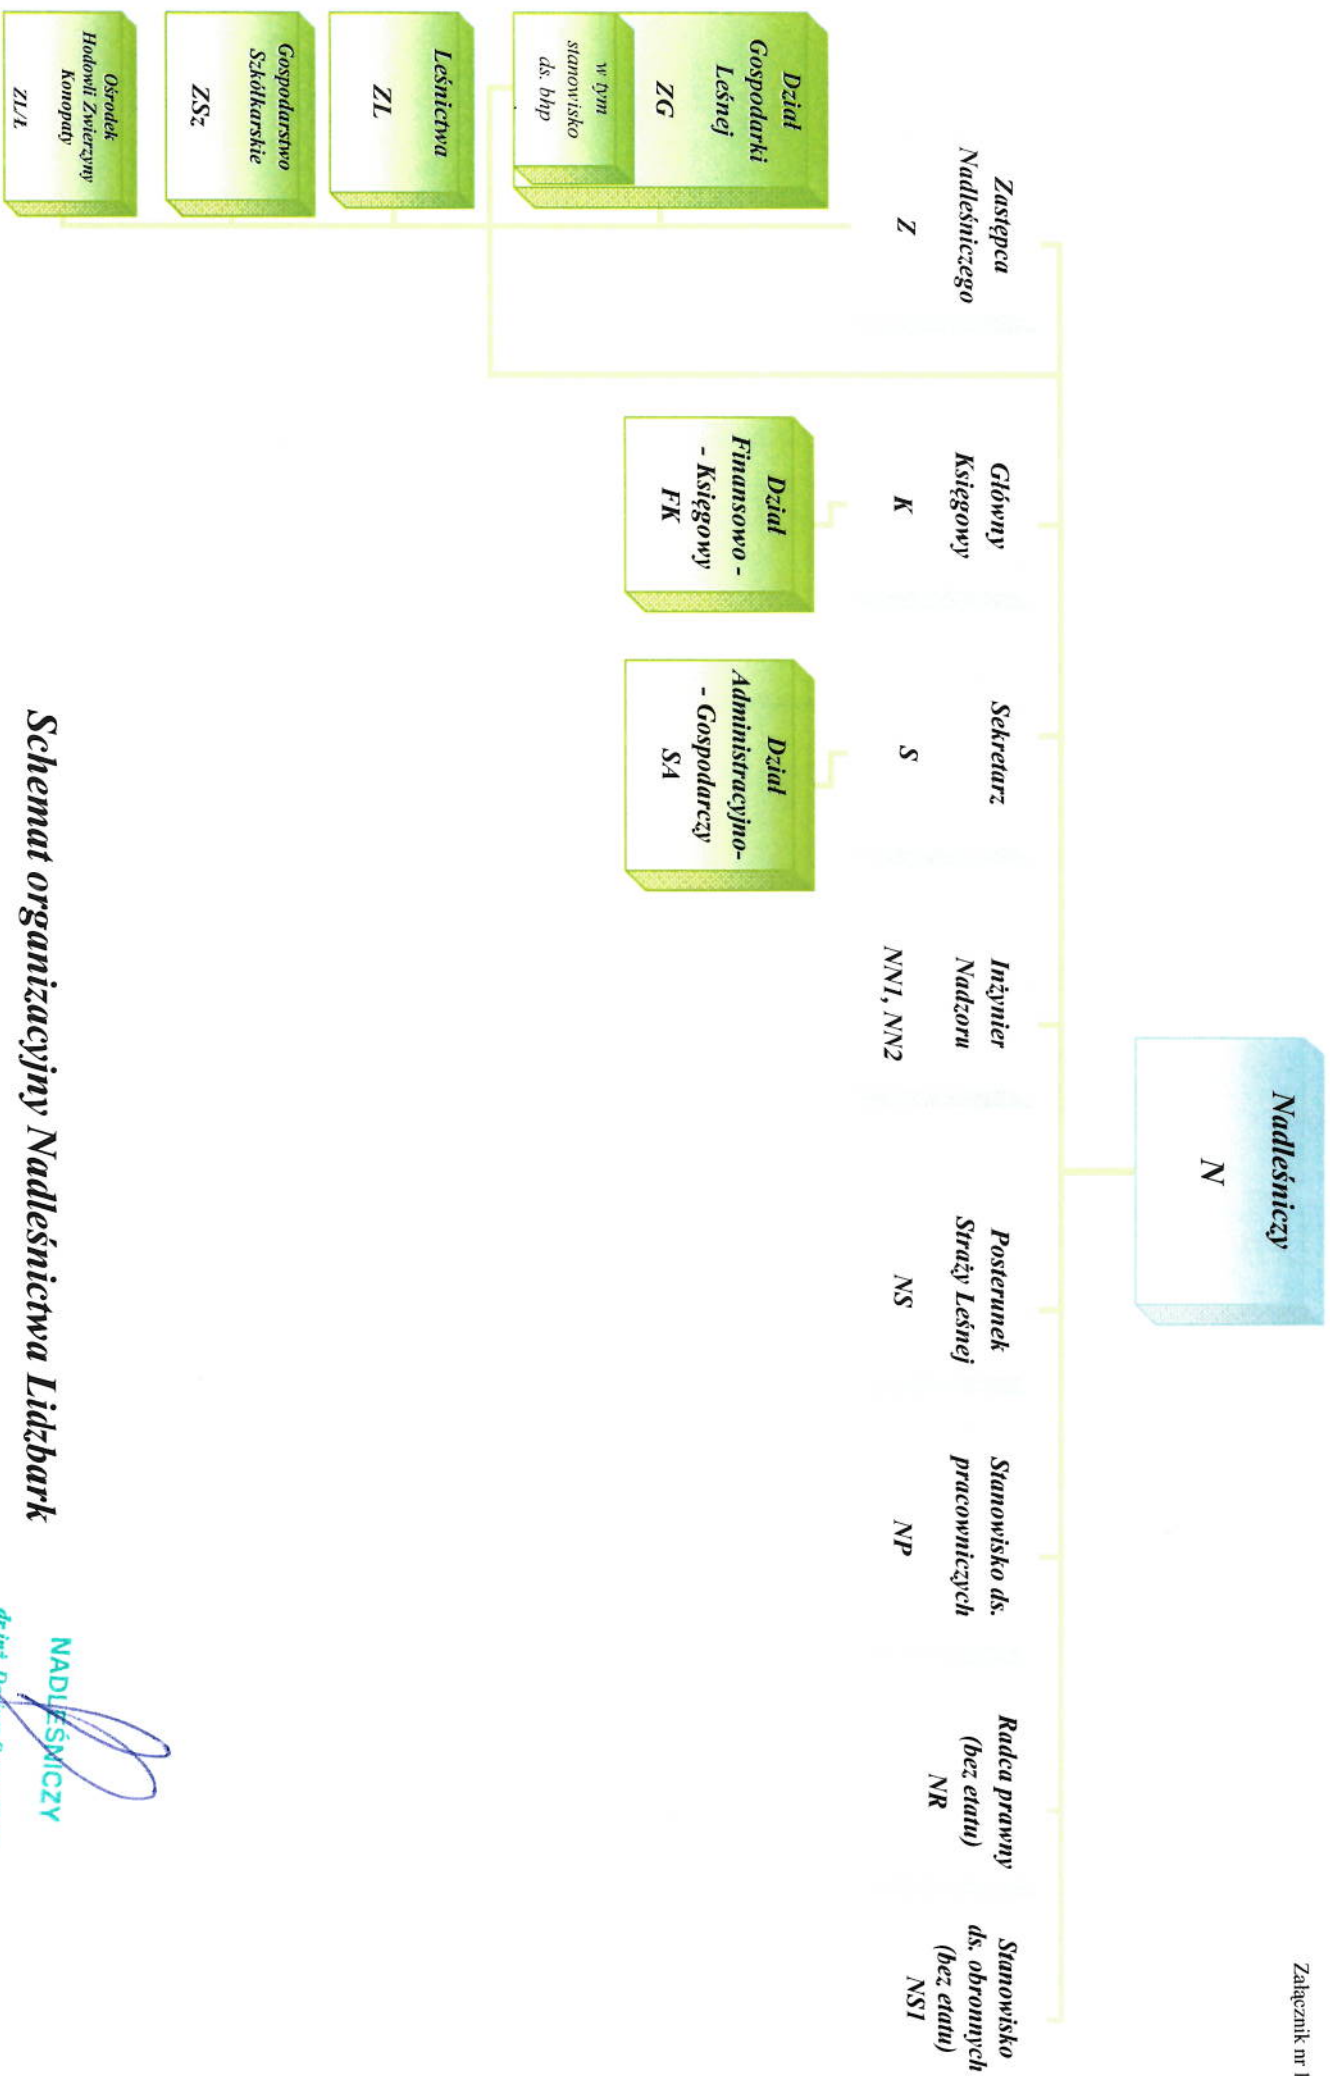 Załącznik nr 1
Nadleśniczy
N
Zastępca
Nadleśniczego
Z
Główny
Księgowy
K
Sekretarz
S
Inżynier
Nadzoru
NN1, NN2
Posterunek
Straży Leśnej
NS
Stanowisko ds.
pracowniczych
NP
Radca prawny
(bez etatu)
NR
Stanowisko
ds. obronnych
(bez etatu)
NS1
Dział
Gospodarki
Leśnej
ZG
w tym
stanowisko
ds. bhp
Dział
Finansowo -
- Księgowy
FK
Dział
Administracyjno-
- Gospodarczy
SA
Leśnictwa
ZL
Gospodarstwo
Szkółkarskie
ZSz
Ośrodek
Hodowli Zwierzyny
Konopaty
ZL/Ł
Schemat organizacyjny Nadleśnictwa Lidzbark
NADLEŚNICZY
dr inż.